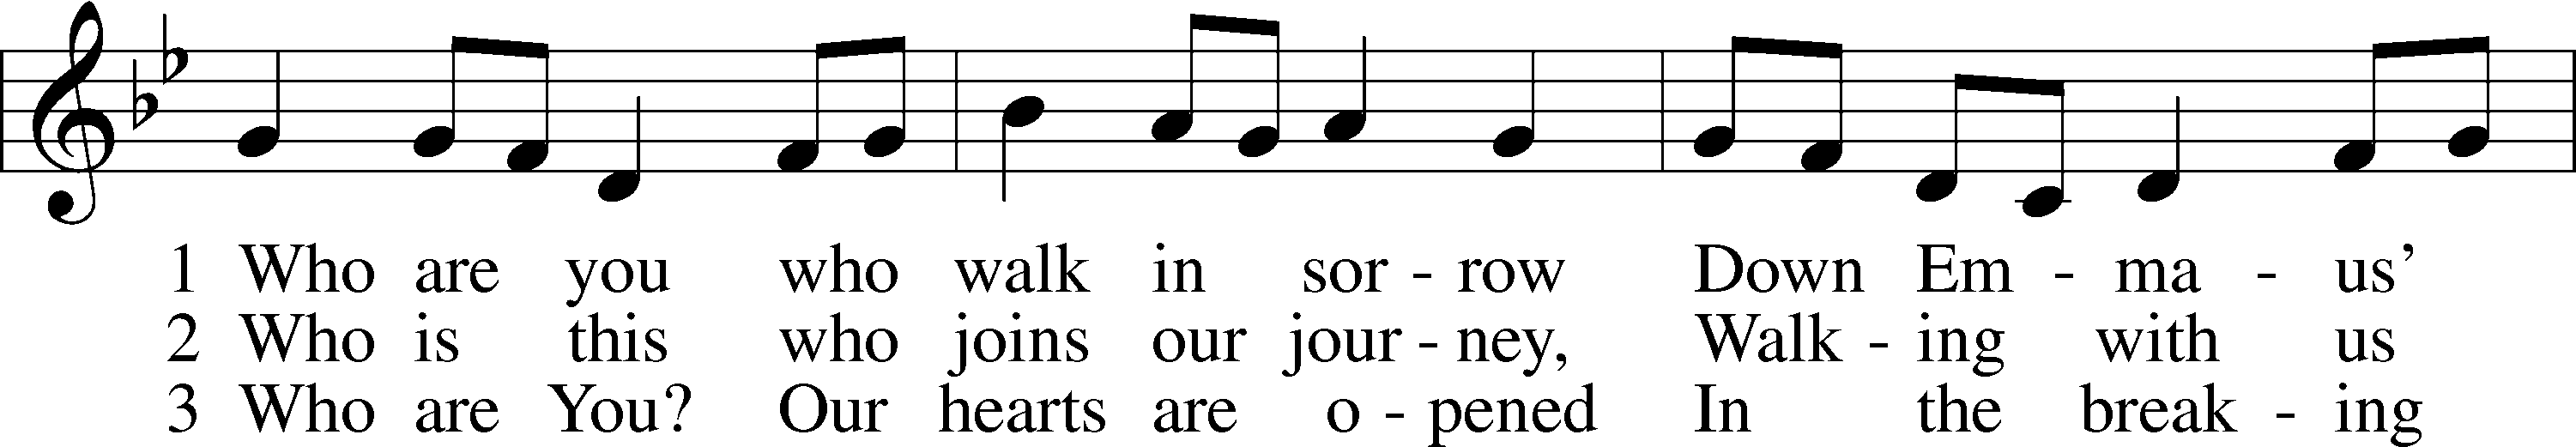 1 Who are you who walk in sor - row Down Em - ma - us’
2 Who is this who joins our jour - ney, Walk - ing with us
3 Who are You? Our hearts are o - pened In the break - ing